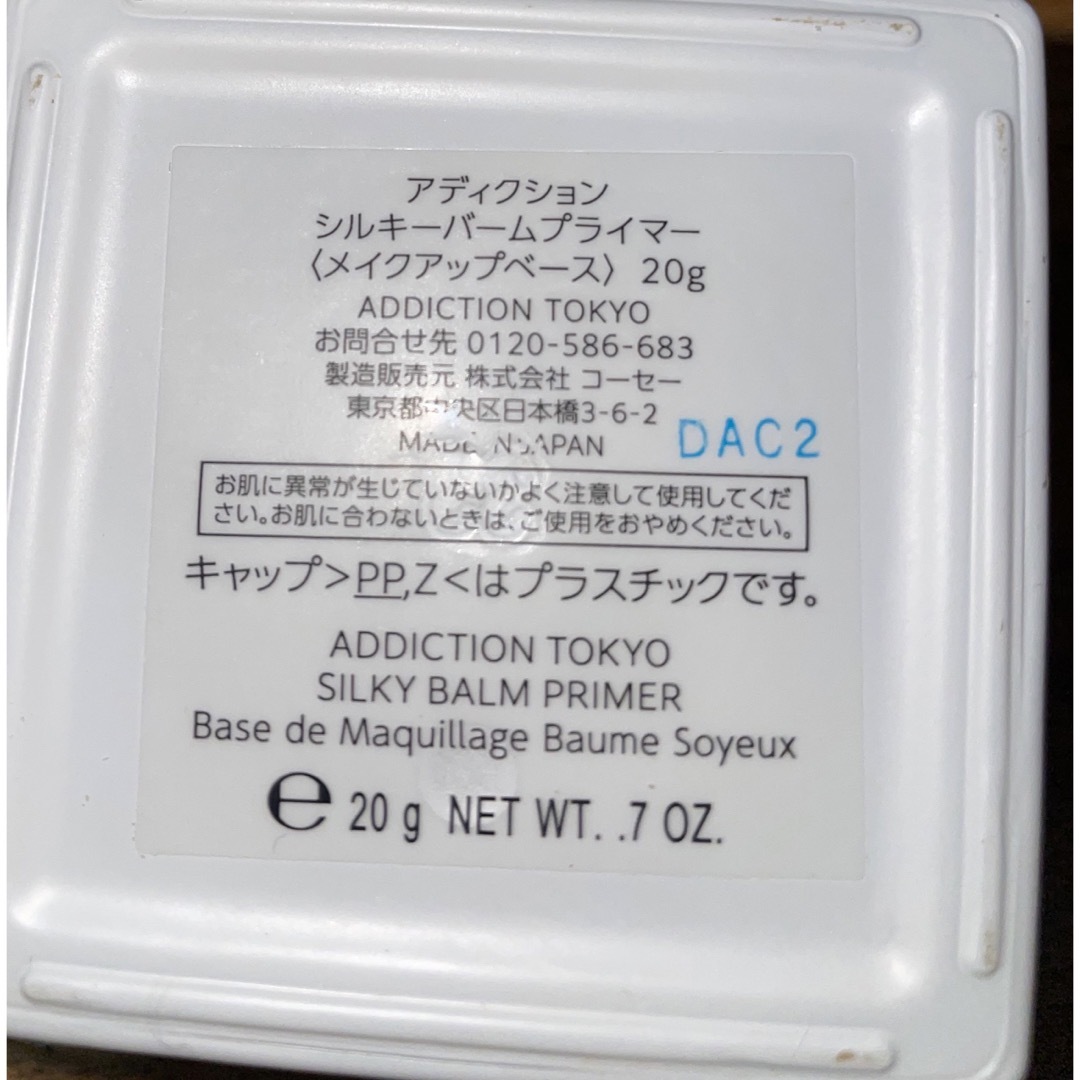 アディクション
シルキーバームプライマー
〈メイクアップベース〉 20g
ADDICTION TOKYO
お問合せ先 0120-586-683
製造販売元 株式会社 コーセー
東京都中央区日本橋3-6-2
MADE IN JAPAN
DAC2
お肌に異常が生じていないかよく注意して使用してくだ
さい。お肌に合わないときは、ご使用をおやめください。
キャップ>PP,Z<はプラスチックです。
ADDICTION TOKYO
SILKY BALM PRIMER
Base de Maquillage Baume Soyeux
℮ 20 g NET WT. .7 OZ.